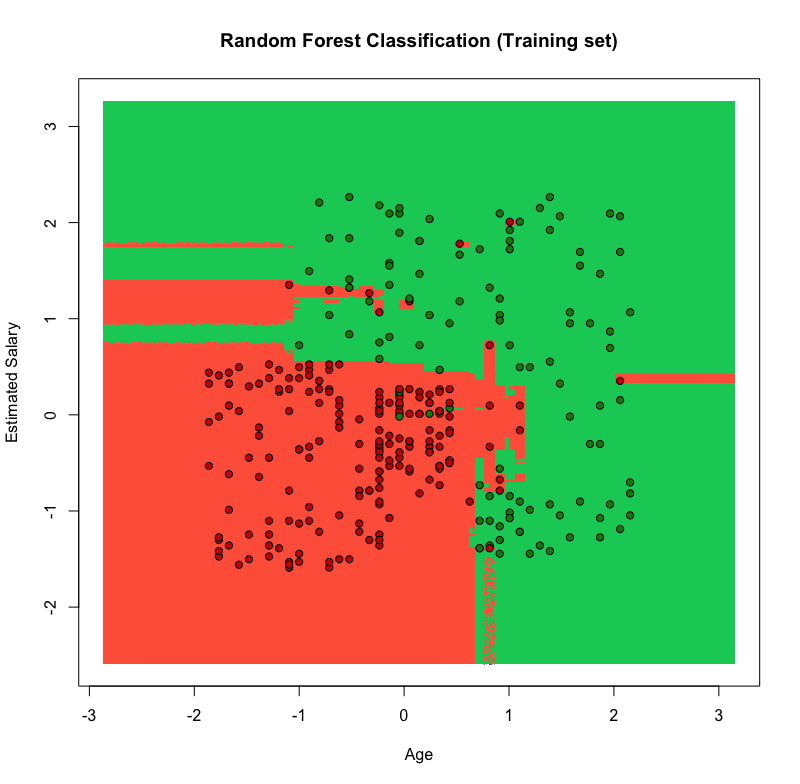 Random Forest Classification (Training set)
Estimated Salary
3
2
1
0
-1
-2
-3 -2 -1 0 1 2 3
Age